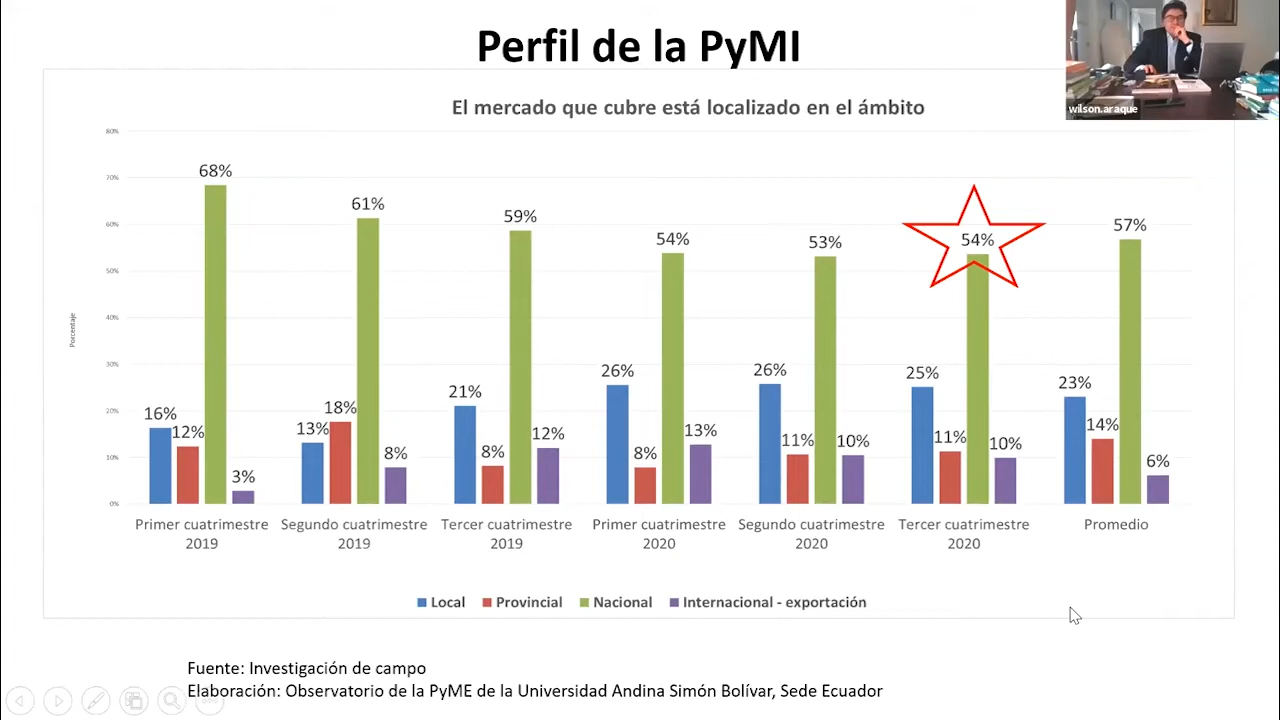 Perfil de la PyMI
wilson.araque
El mercado que cubre está localizado en el ámbito
80%
70%
60%
50%
40%
30%
20%
10%
0%
Porcentaje
16% 12% 68% 3%
13% 18% 61% 8%
21% 8% 59% 12%
26% 8% 54% 13%
26% 11% 53% 10%
25% 11% 54% 10%
23% 14% 57% 6%
Primer cuatrimestre
2019
Segundo cuatrimestre
2019
Tercer cuatrimestre
2019
Primer cuatrimestre
2020
Segundo cuatrimestre
2020
Tercer cuatrimestre
2020
Promedio
Local Provincial Nacional Internacional - exportación
Fuente: Investigación de campo
Elaboración: Observatorio de la PyME de la Universidad Andina Simón Bolívar, Sede Ecuador